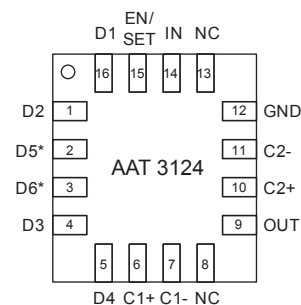 EN/
D1 SET IN NC
16 15 14 13
D2 1 12 GND
D5* 2 11 C2-
AAT 3124
D6* 3 10 C2+
D3 4 9 OUT
5 6 7 8
D4 C1+ C1- NC